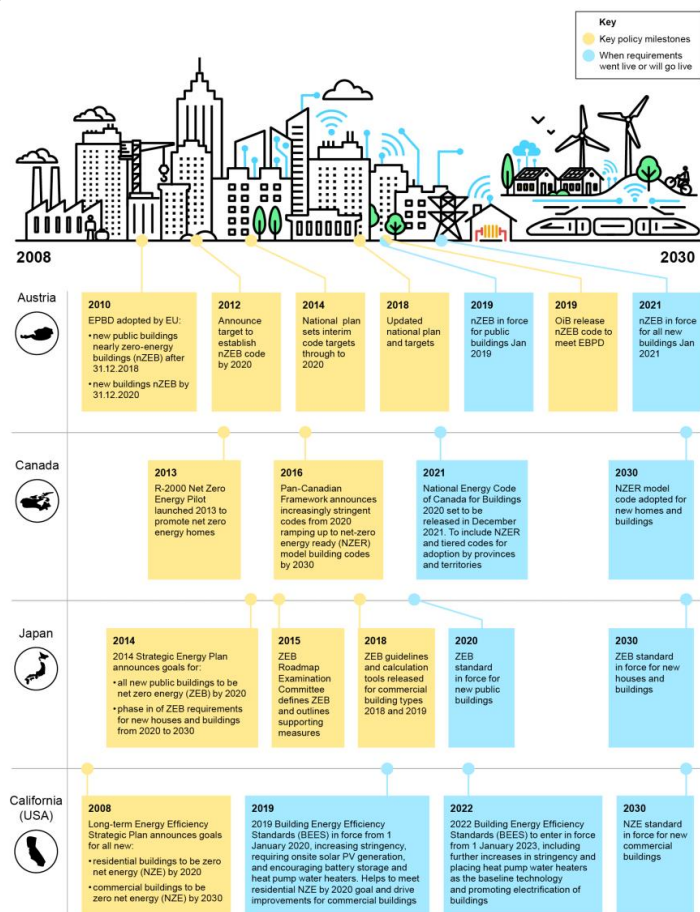 Key
Key policy milestones
When requirements
went live or will go live
2008
2030
Austria
2010
EPBD adopted by EU:
• new public buildings
nearly zero-energy
buildings (nZEB) after
31.12.2018
• new buildings nZEB by
31.12.2020
2012
Announce
target to
establish
nZEB code
by 2020
2014
National plan
sets interim
code targets
through to
2020
2018
Updated
national plan
and targets
2019
nZEB in force
for public
buildings Jan
2019
2019
OiB release
nZEB code to
meet EBPD
2021
nZEB in force
for all new
buildings Jan
2021
Canada
2013
R-2000 Net Zero
Energy Pilot
launched 2013 to
promote net zero
energy homes
2016
Pan-Canadian
Framework announces
increasingly stringent
codes from 2020
ramping up to net-zero
energy ready (NZER)
model building codes
by 2030
2021
National Energy Code
of Canada for Buildings
2020 set to be
released in December
2021. To include NZER
and tiered codes for
adoption by provinces
and territories
2030
NZER model
code adopted for
new homes and
buildings
Japan
2014
2014 Strategic Energy Plan
announces goals for:
• all new public buildings to be
net zero energy (ZEB) by 2020
• phase in of ZEB requirements
for new houses and buildings
from 2020 to 2030
2015
ZEB
Roadmap
Examination
Committee
defines ZEB
and outlines
supporting
measures
2018
ZEB guidelines
and calculation
tools released
for commercial
building types
2018 and 2019
2020
ZEB
standard
in force for
new public
buildings
2030
ZEB standard
in force for new
houses and
buildings
California
(USA)
2008
Long-term Energy Efficiency
Strategic Plan announces goals
for all new:
• residential buildings to be zero
net energy (NZE) by 2020
• commercial buildings to be
zero net energy (NZE) by 2030
2019
2019 Building Energy Efficiency
Standards (BEES) in force from 1
January 2020, increasing stringency,
requiring onsite solar PV generation,
and encouraging battery storage and
heat pump water heaters. Helps to meet
residential NZE by 2020 goal and drive
improvements for commercial buildings
2022
2022 Building Energy Efficiency
Standards (BEES) to enter in force
from 1 January 2023, including
further increases in stringency and
placing heat pump water heaters
as the baseline technology
and promoting electrification of
buildings
2030
NZE standard
in force for new
commercial
buildings